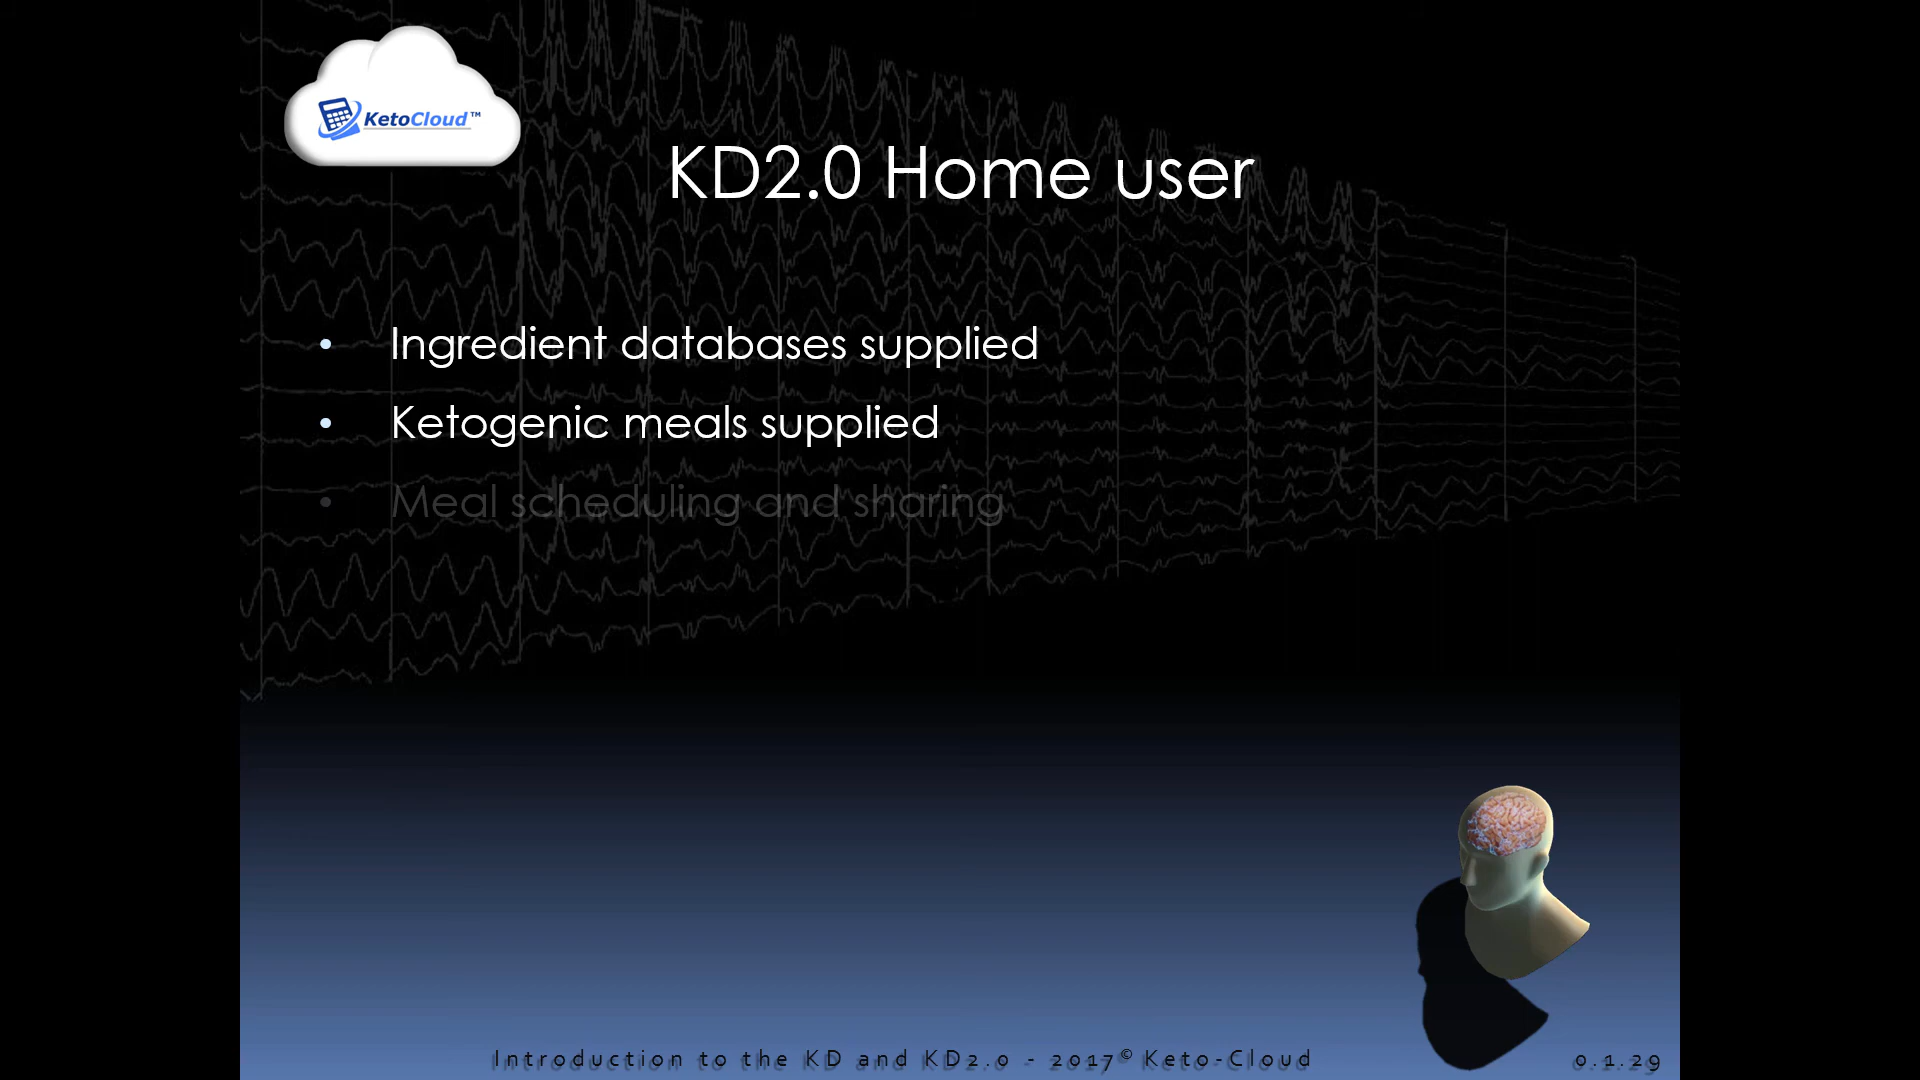 KetoCloud™
KD2.0 Home user
• Ingredient databases supplied
• Ketogenic meals supplied
• Meal scheduling and sharing
Introduction to the KD and KD2.0 - 2017© Keto-Cloud
0.1.29